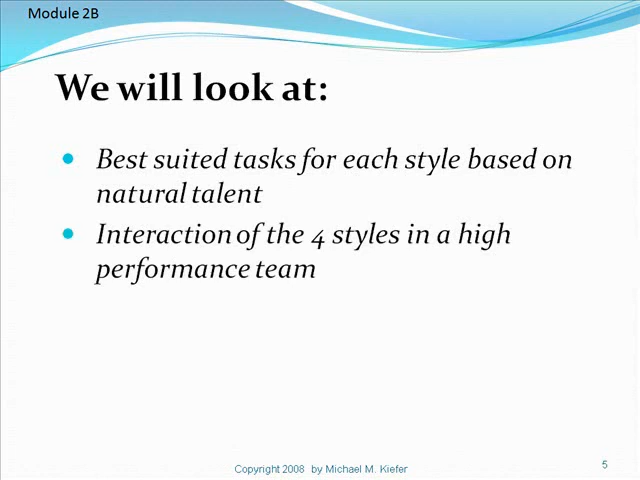 Module 2B
We will look at:
Best suited tasks for each style based on
natural talent
Interaction of the 4 styles in a high
performance team
Copyright 2008 by Michael M. Kiefer
5